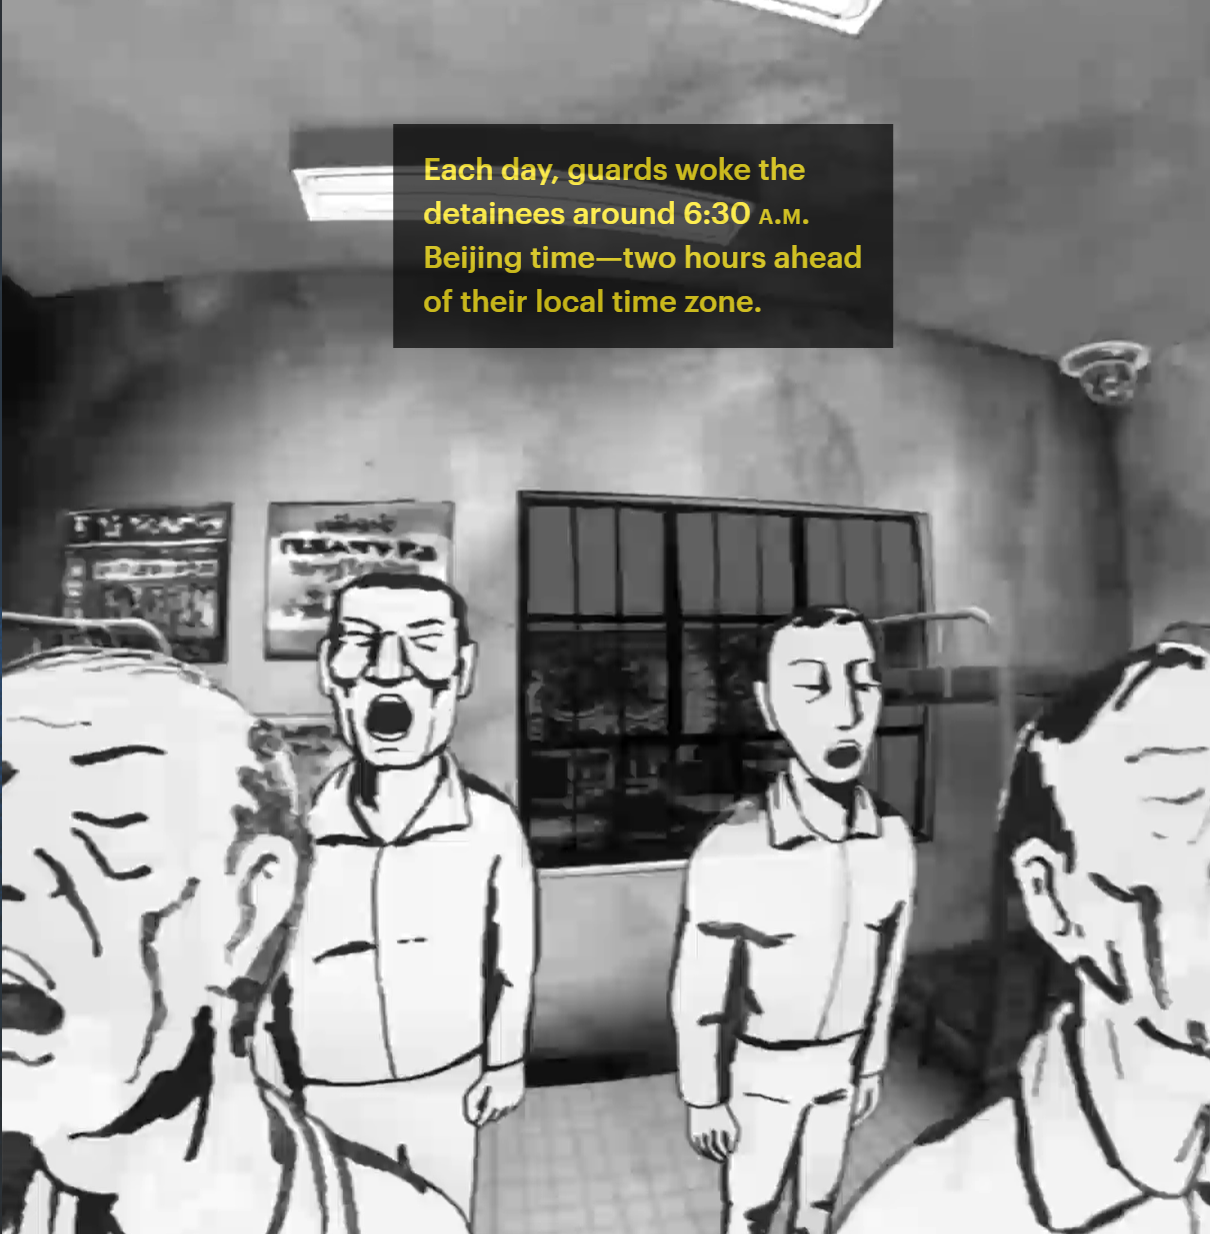 Each day, guards woke the
detainees around 6:30 A.M.
Beijing time—two hours ahead
of their local time zone.